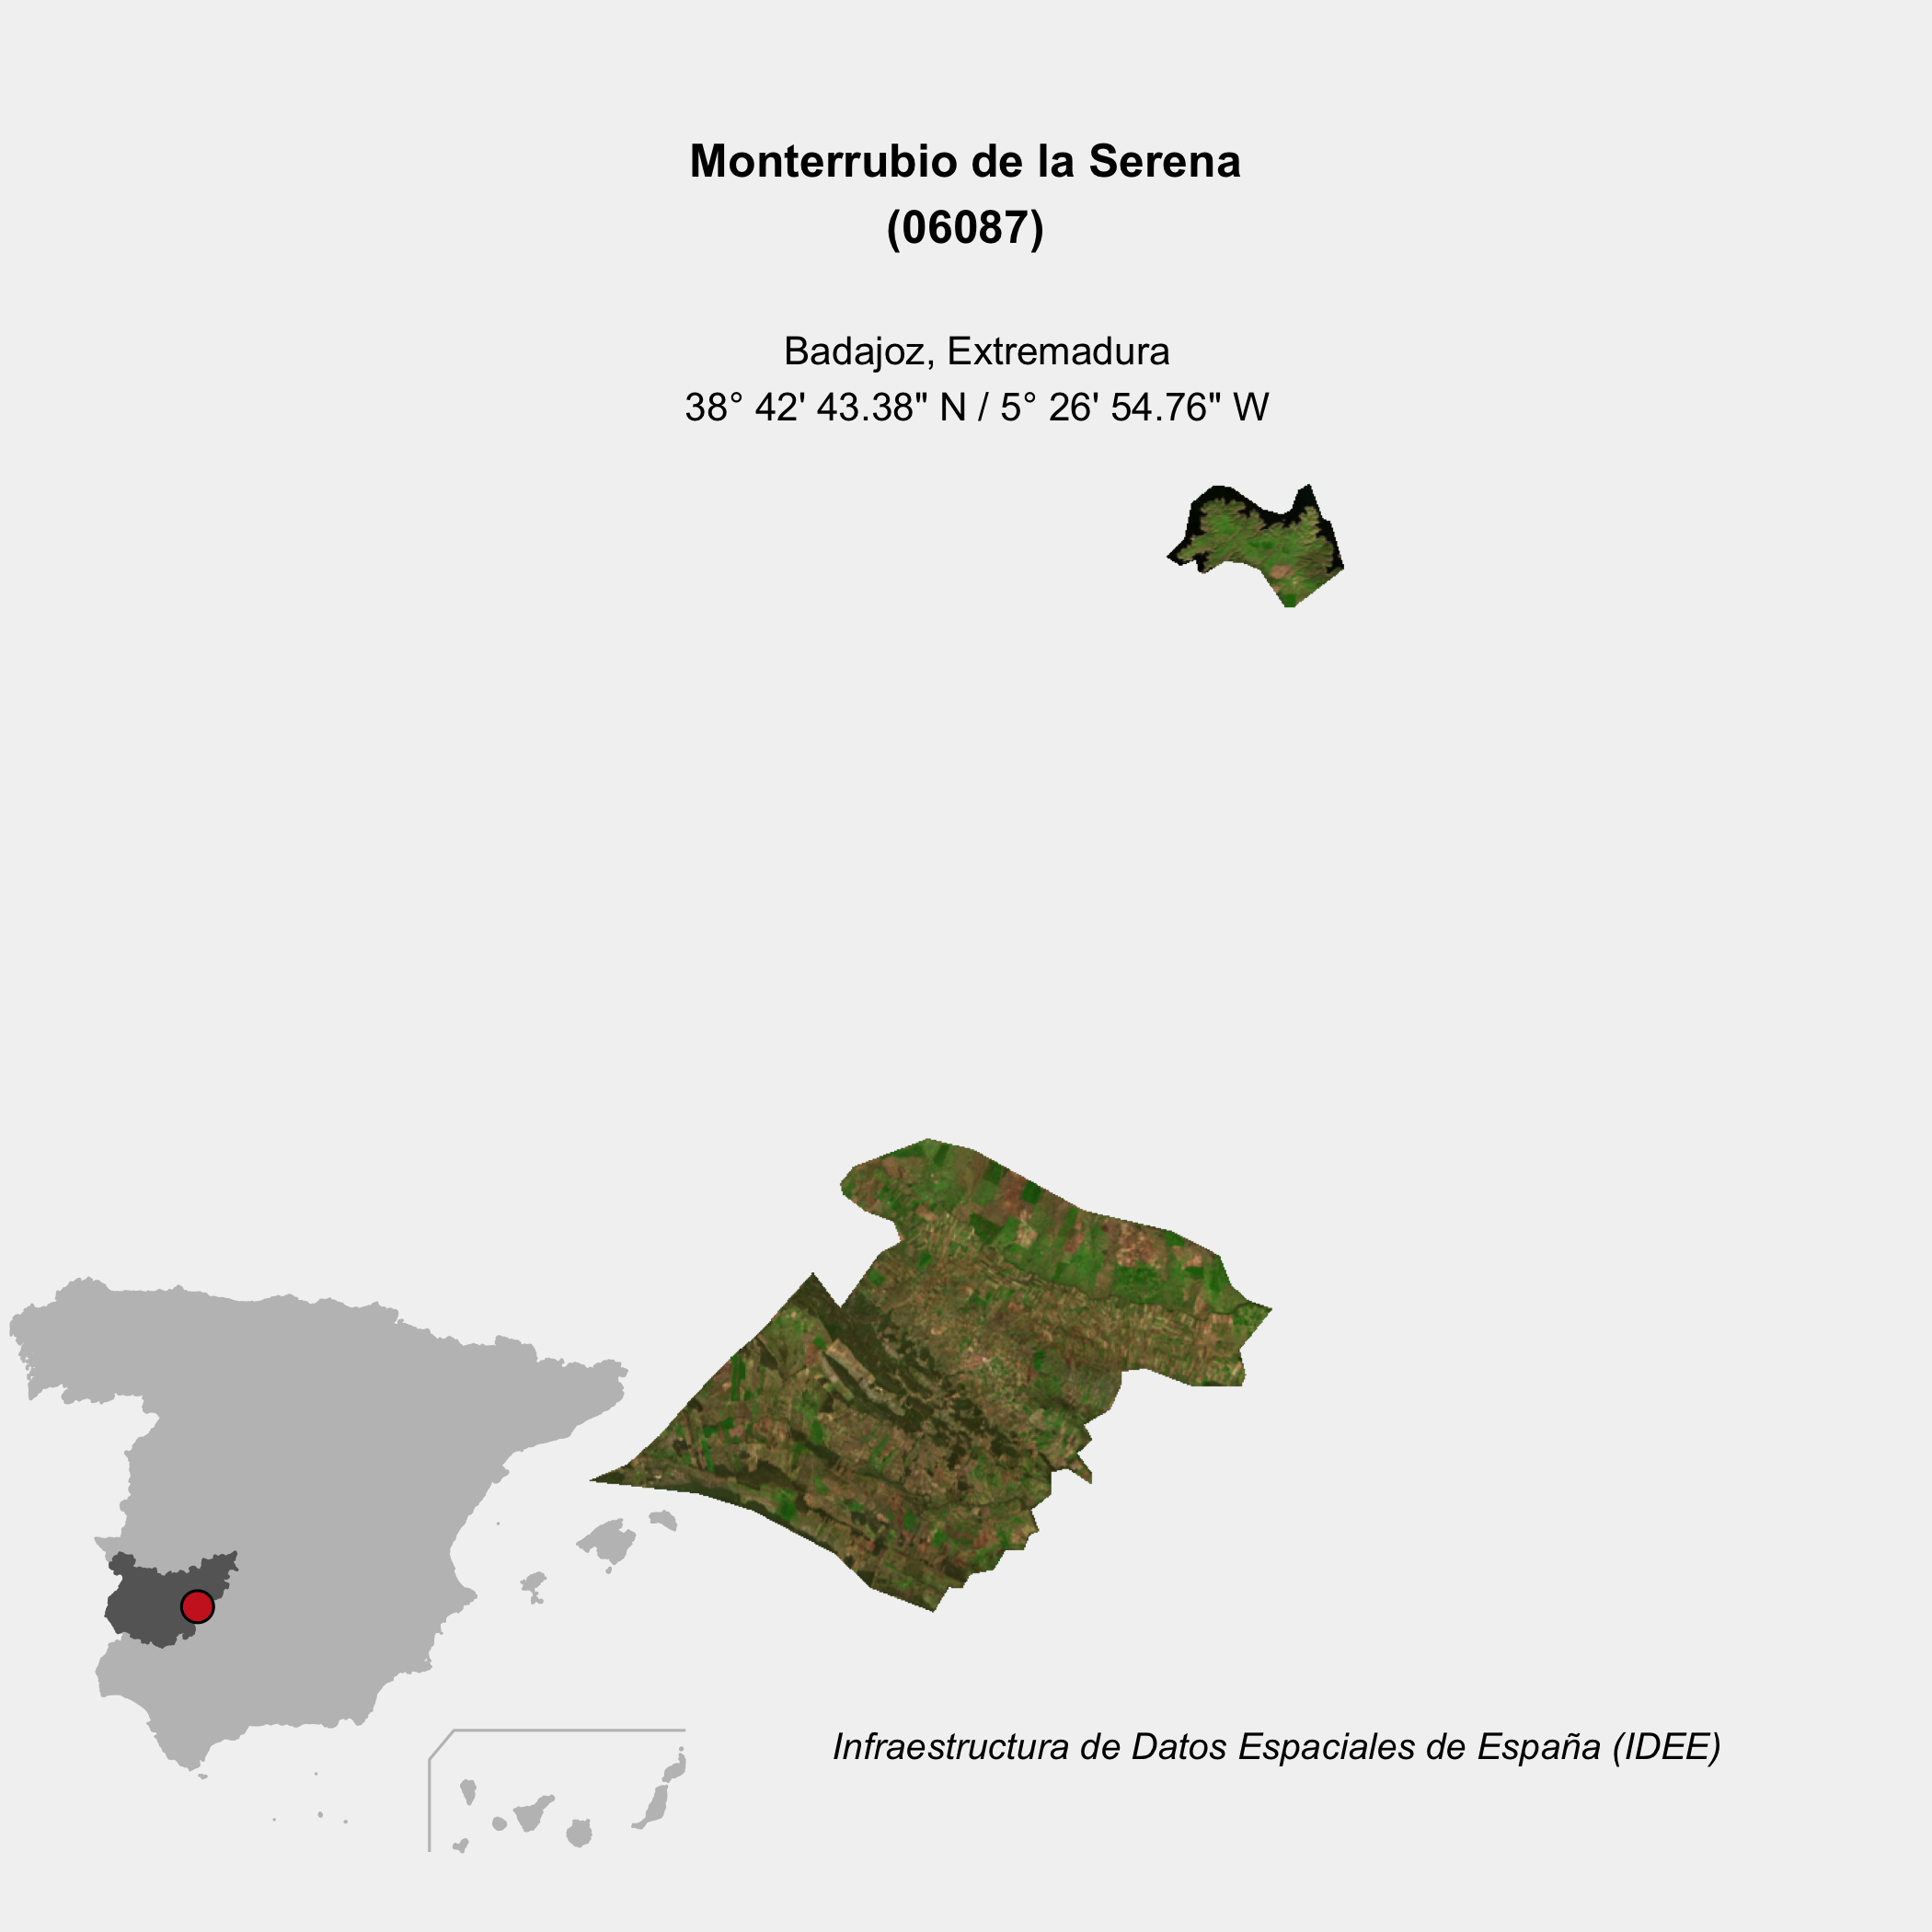 Monterrubio de la Serena
(06087)
Badajoz, Extremadura
38° 42' 43.38" N / 5° 26' 54.76" W
Infraestructura de Datos Espaciales de España (IDEE)